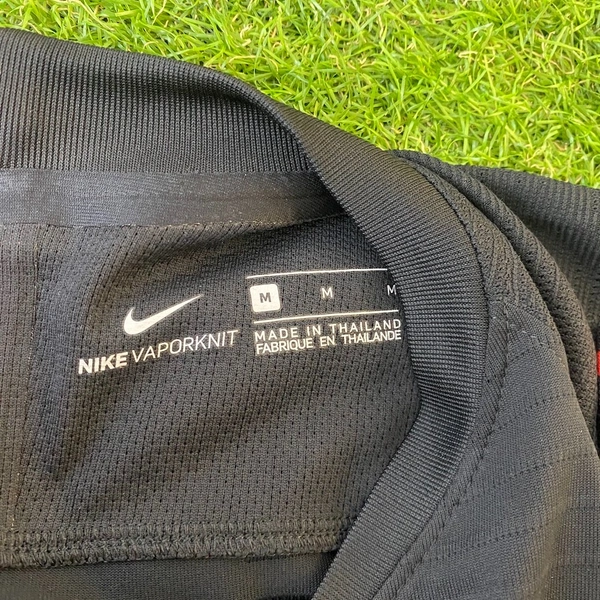 M M M
NIKE VAPORKNIT
MADE IN THAILAND
FABRIQUE EN THAILANDE